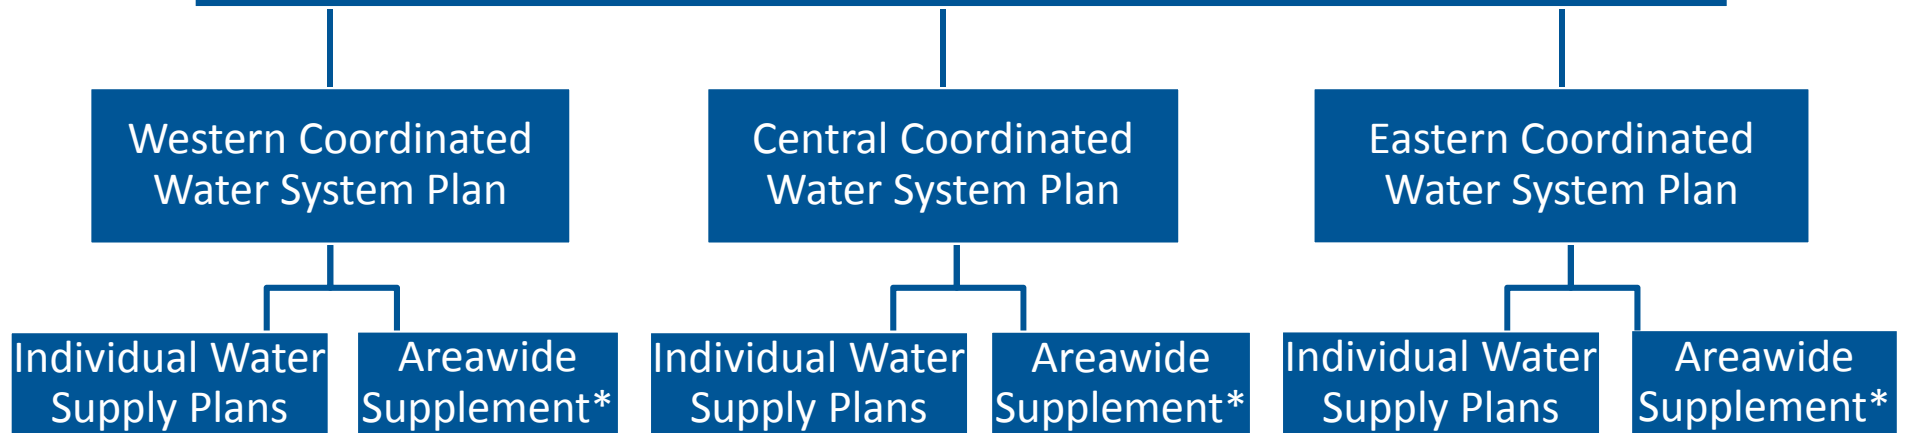 Western Coordinated
Water System Plan
Central Coordinated
Water System Plan
Eastern Coordinated
Water System Plan
Individual Water
Supply Plans
Areawide
Supplement*
Individual Water
Supply Plans
Areawide
Supplement*
Individual Water
Supply Plans
Areawide
Supplement*